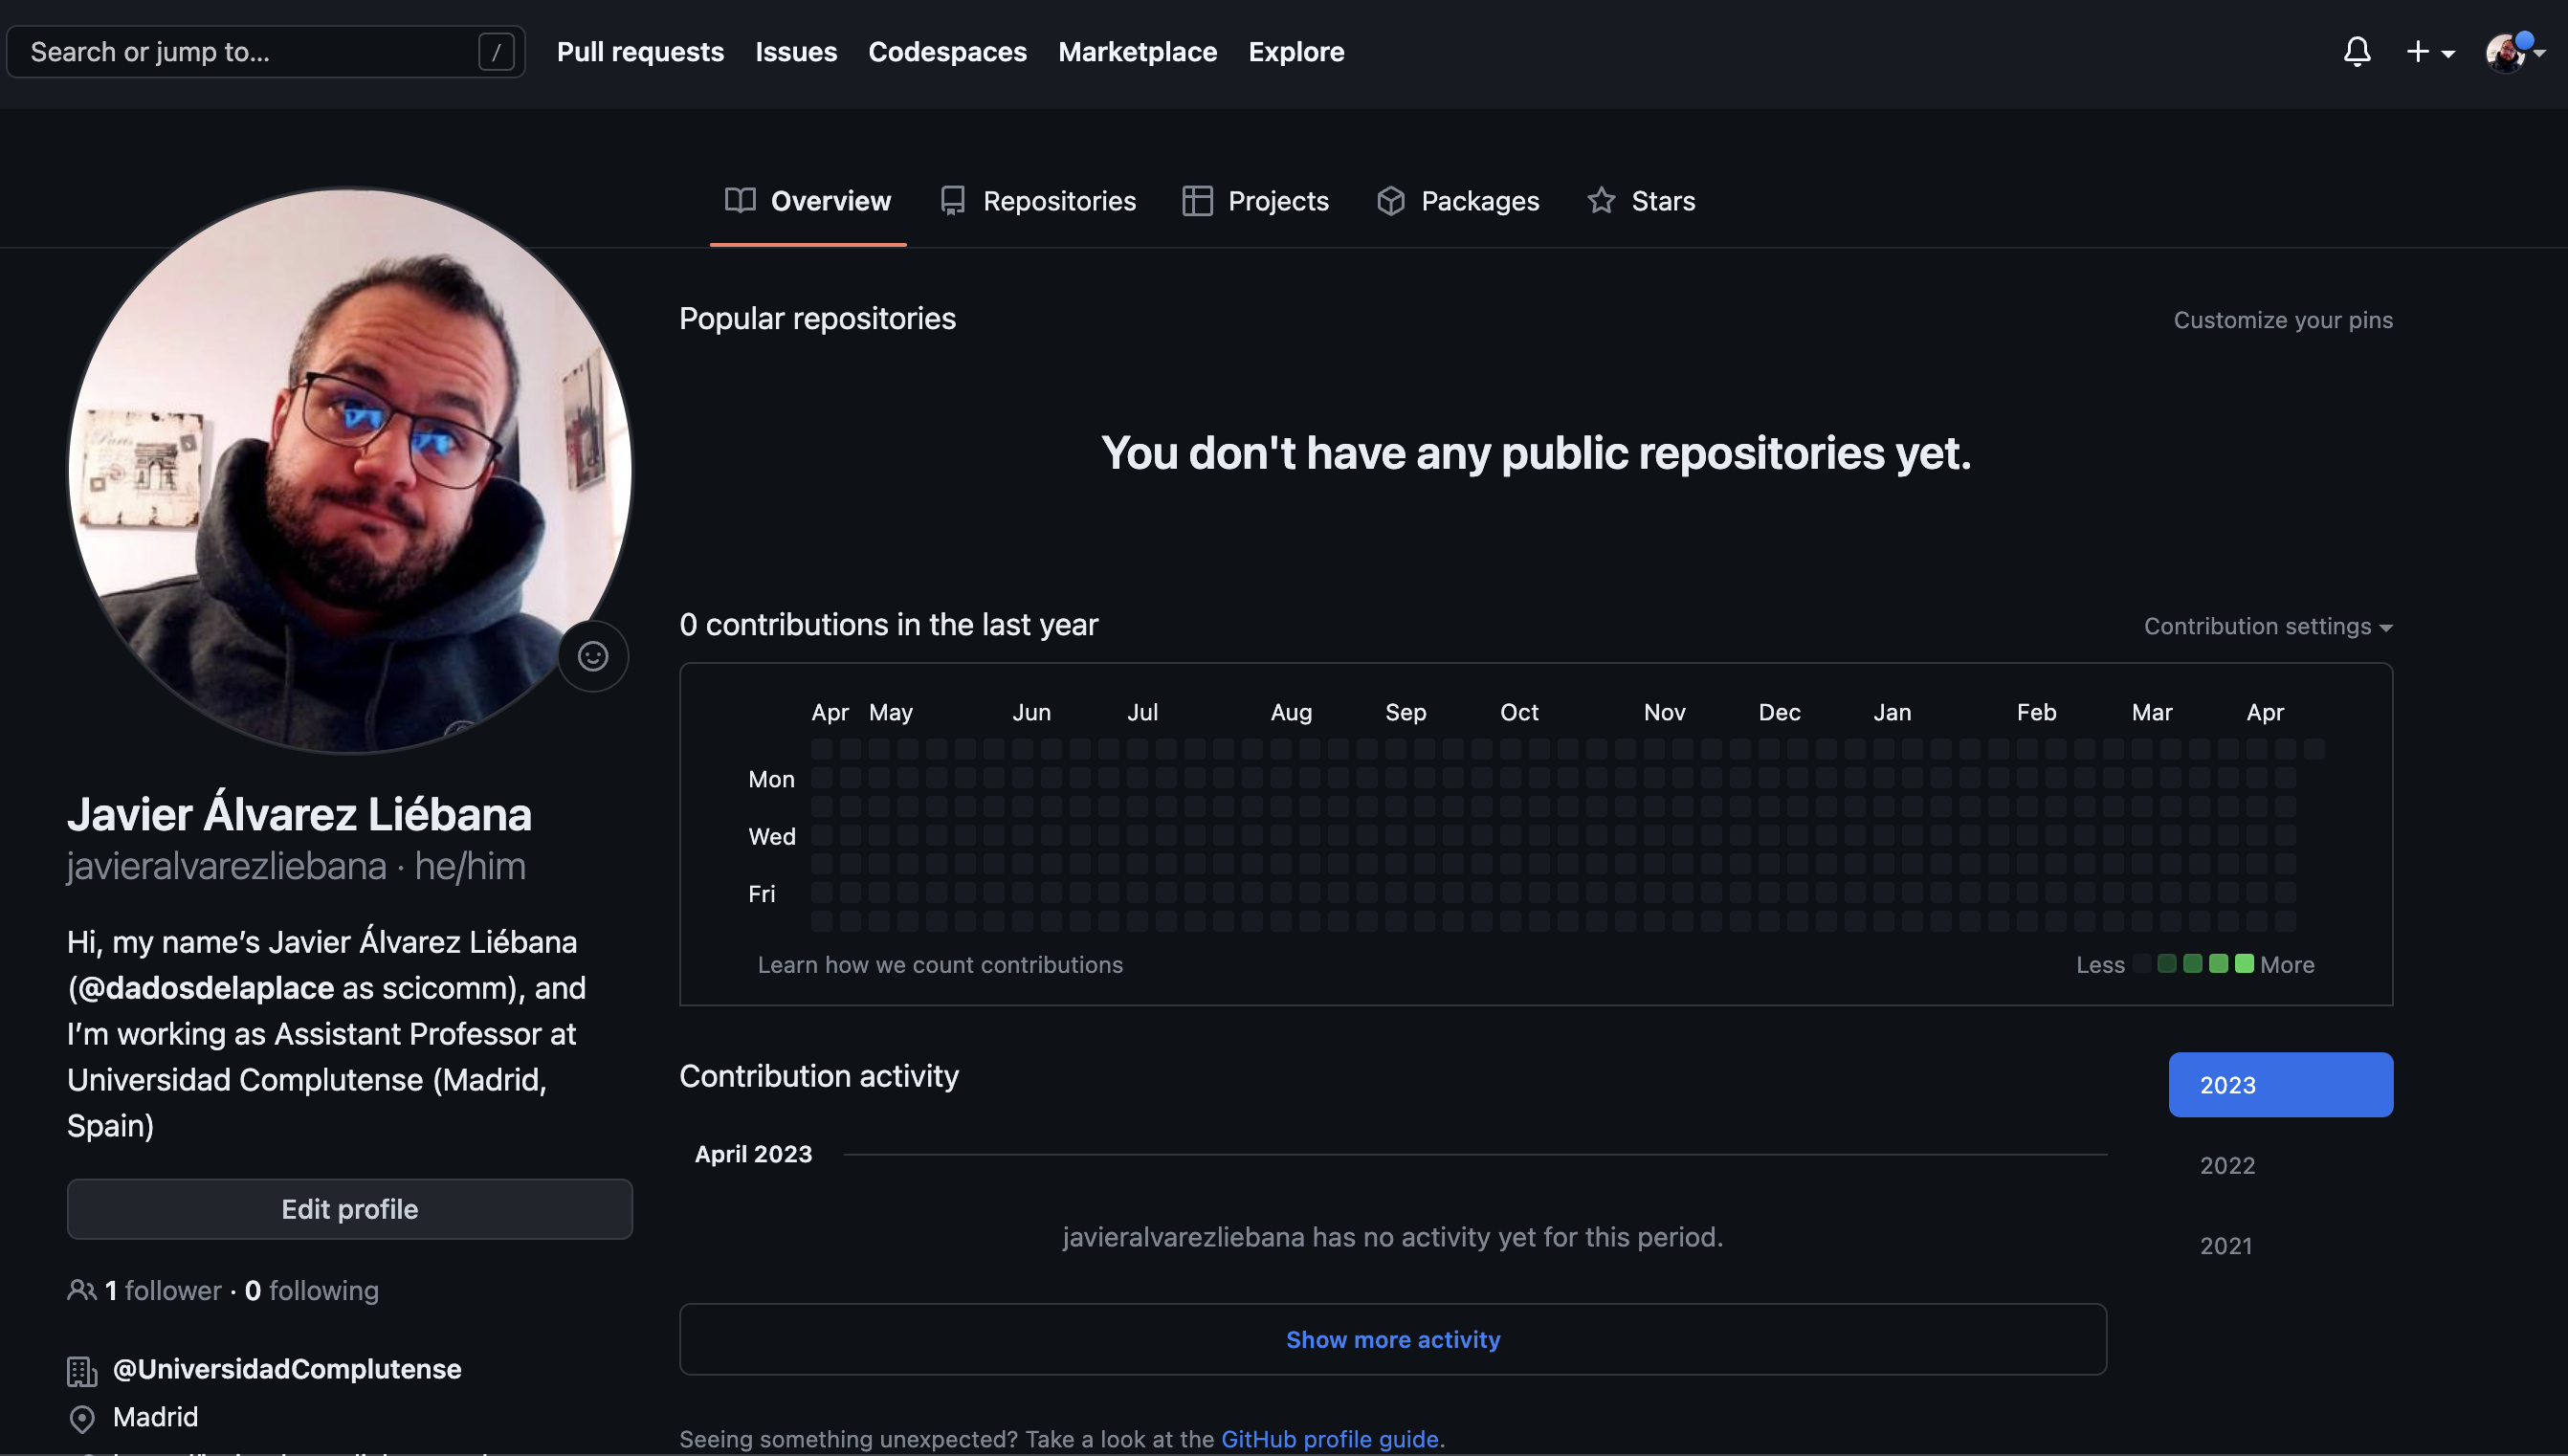 Search or jump to...
/
Pull requests
Issues
Codespaces
Marketplace
Explore
Overview
Repositories
Projects
Packages
Stars
Paris
Javier Álvarez Liébana
javieralvarezliebana · he/him
Hi, my name’s Javier Álvarez Liébana
(@dadosdelaplace as scicomm), and
I’m working as Assistant Professor at
Universidad Complutense (Madrid,
Spain)
Edit profile
1 follower · 0 following
@UniversidadComplutense
Madrid
Popular repositories
Customize your pins
You don't have any public repositories yet.
0 contributions in the last year
Contribution settings
Apr May Jun Jul Aug Sep Oct Nov Dec Jan Feb Mar Apr
Mon
Wed
Fri
Learn how we count contributions
Less More
Contribution activity
2023
2022
2021
April 2023
javieralvarezliebana has no activity yet for this period.
Show more activity
Seeing something unexpected? Take a look at the GitHub profile guide.